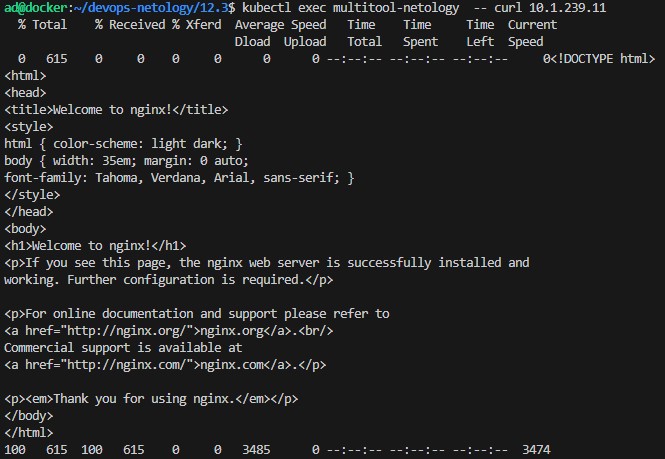 ad@docker:~/devops-netology/12.3$ kubectl exec multitool-netology  -- curl 10.1.239.11
  % Total    % Received % Xferd  Average Speed   Time    Time     Time  Current
                                 Dload  Upload   Total   Spent    Left  Speed
  0   615    0     0    0     0      0      0 --:--:-- --:--:-- --:--:--     0<!DOCTYPE html>
<html>
<head>
<title>Welcome to nginx!</title>
<style>
html { color-scheme: light dark; }
body { width: 35em; margin: 0 auto;
font-family: Tahoma, Verdana, Arial, sans-serif; }
</style>
</head>
<body>
<h1>Welcome to nginx!</h1>
<p>If you see this page, the nginx web server is successfully installed and
working. Further configuration is required.</p>

<p>For online documentation and support please refer to
<a href="http://nginx.org/">nginx.org</a>.<br/>
Commercial support is available at
<a href="http://nginx.com/">nginx.com</a>.</p>

<p><em>Thank you for using nginx.</em></p>
</body>
</html>
100   615  100   615    0     0   3485      0 --:--:-- --:--:-- --:--:--  3474